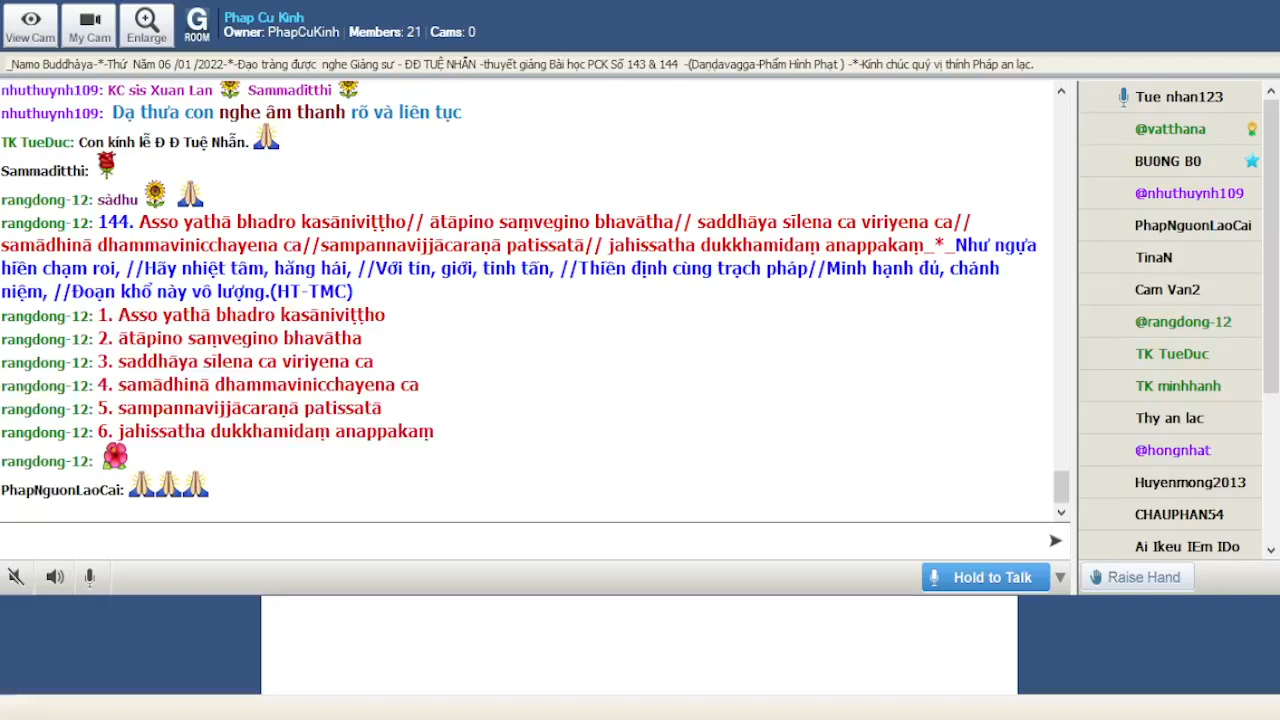 View Cam
My Cam
Enlarge
G
ROOM
Phap Cu Kinh
Owner: PhapCuKinh | Members: 21 | Cams: 0
_Namo Buddhàya-*-Thứ Năm 06 /01 /2022-*-Đạo tràng được nghe Giảng sư - ĐĐ TUỆ NHẪN -thuyết giảng Bài học PCK Số 143 & 144 -(Daṇḍavagga-Phẩm Hình Phạt ) -*-Kính chúc quý vị thính Pháp an lạc.
nhuthuynh109: KC sis Xuan Lan Sammaditthi
nhuthuynh109: Dạ thưa con nghe âm thanh rõ và liên tục
TK TueDuc: Con kính lễ Đ Đ Tuệ Nhẫn.
Sammaditthi:
rangdong-12: sàdhu
rangdong-12: 144. Asso yathā bhadro kasāniviṭṭho// ātāpino saṃvegino bhavātha// saddhāya sīlena ca viriyena ca//
samādhinā dhammavinicchayena ca//sampannavijjācaraṇā patissatā// jahissatha dukkhamidaṃ anappakaṃ_*_Như ngựa
hiền chạm roi, //Hãy nhiệt tâm, hăng hái, //Với tín, giới, tinh tấn, //Thiền định cùng trạch pháp//Minh hạnh đủ, chánh
niệm, //Đoạn khổ này vô lượng.(HT-TMC)
rangdong-12: 1. Asso yathā bhadro kasāniviṭṭho
rangdong-12: 2. ātāpino saṃvegino bhavātha
rangdong-12: 3. saddhāya sīlena ca viriyena ca
rangdong-12: 4. samādhinā dhammavinicchayena ca
rangdong-12: 5. sampannavijjācaraṇā patissatā
rangdong-12: 6. jahissatha dukkhamidaṃ anappakaṃ
rangdong-12:
PhapNguonLaoCai:
Hold to Talk
Tue nhan123
@vatthana
BU0NG B0
@nhuthuynh109
PhapNguonLaoCai
TinaN
Cam Van2
@rangdong-12
TK TueDuc
TK minhhanh
Thy an lac
@hongnhat
Huyenmong2013
CHAUPHAN54
Ai Ikeu IEm IDo
Raise Hand